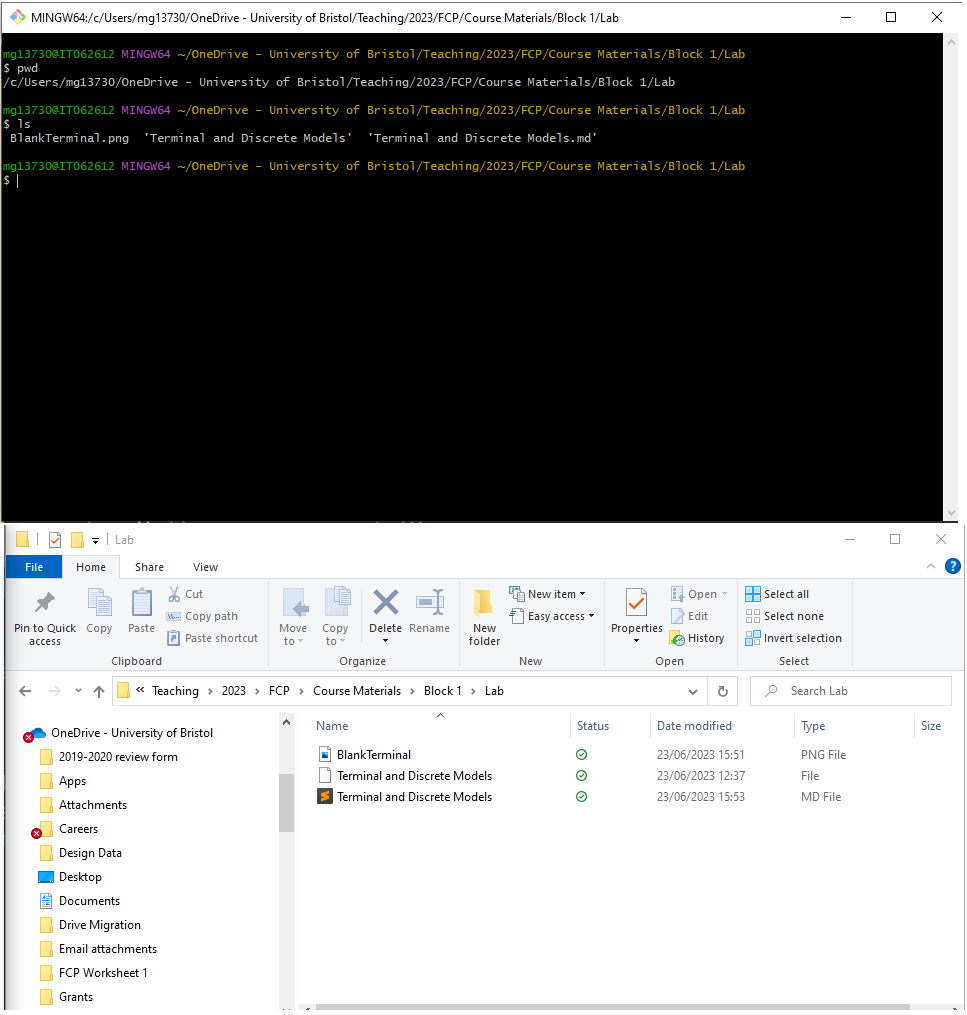 MINGW64:/c/Users/mg13730/OneDrive - University of Bristol/Teaching/2023/FCP/Course Materials/Block 1/Lab
mg13730@IT062612 MINGW64 ~/OneDrive - University of Bristol/Teaching/2023/FCP/Course Materials/Block 1/Lab
$ pwd
/c/Users/mg13730/OneDrive - University of Bristol/Teaching/2023/FCP/Course Materials/Block 1/Lab
mg13730@IT062612 MINGW64 ~/OneDrive - University of Bristol/Teaching/2023/FCP/Course Materials/Block 1/Lab
$ ls
BlankTerminal.png  'Terminal and Discrete Models'  'Terminal and Discrete Models.md'
mg13730@IT062612 MINGW64 ~/OneDrive - University of Bristol/Teaching/2023/FCP/Course Materials/Block 1/Lab
$
Lab
File Home Share View
Pin to Quick access
Copy
Paste
Cut
Copy path
Paste shortcut
Clipboard
Move to
Copy to
Delete
Rename
Organize
New folder
New item
Easy access
New
Properties
Open
Edit
History
Open
Select all
Select none
Invert selection
Select
« Teaching › 2023 › FCP › Course Materials › Block 1 › Lab
Search Lab
OneDrive - University of Bristol
2019-2020 review form
Apps
Attachments
Careers
Design Data
Desktop
Documents
Drive Migration
Email attachments
FCP Worksheet 1
Grants
Name Status Date modified Type Size
BlankTerminal 23/06/2023 15:51 PNG File
Terminal and Discrete Models 23/06/2023 12:37 File
Terminal and Discrete Models 23/06/2023 15:53 MD File